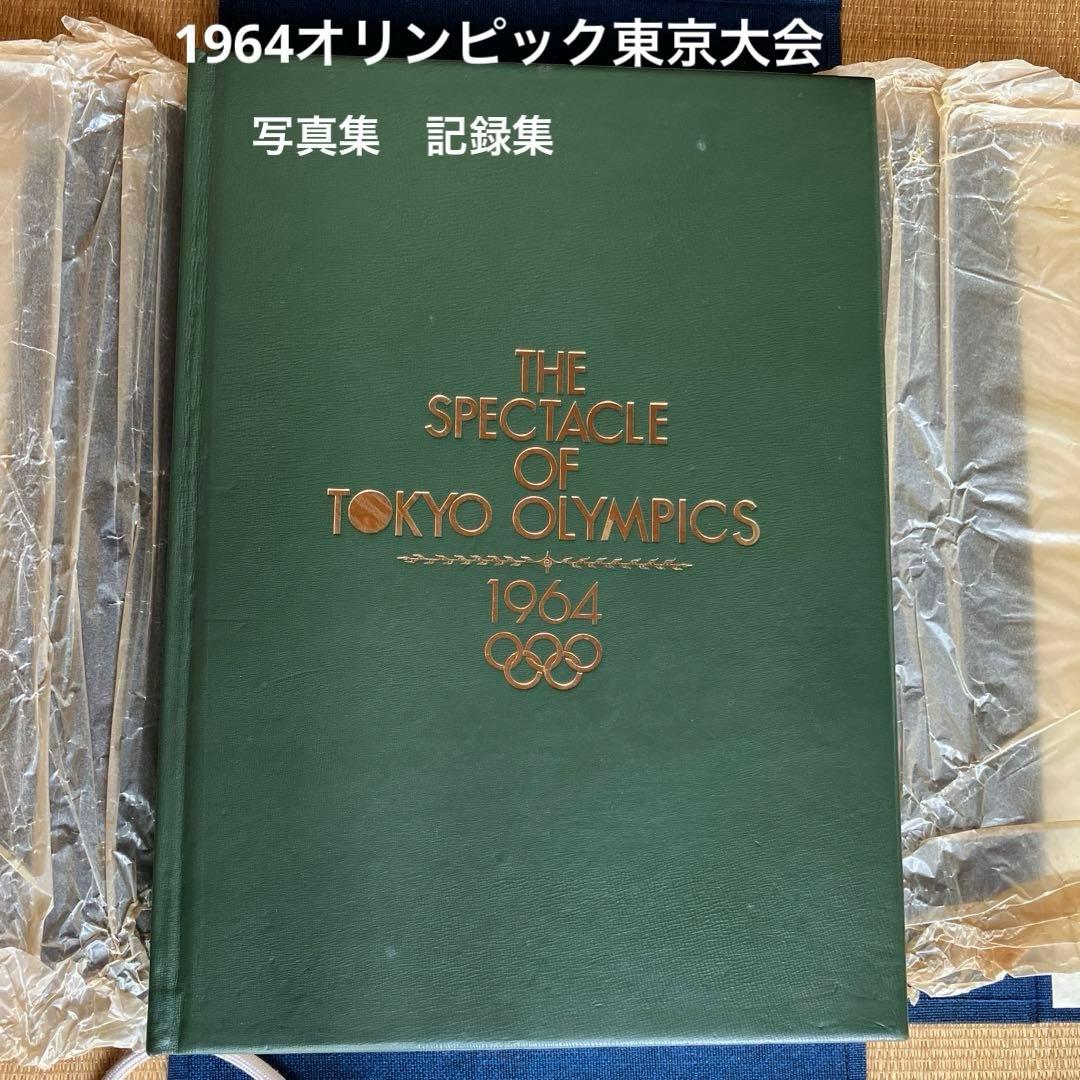 1964オリンピック東京大会
写真集　記録集
THE
SPECTACLE
OF
TOKYO OLYMPICS
1964